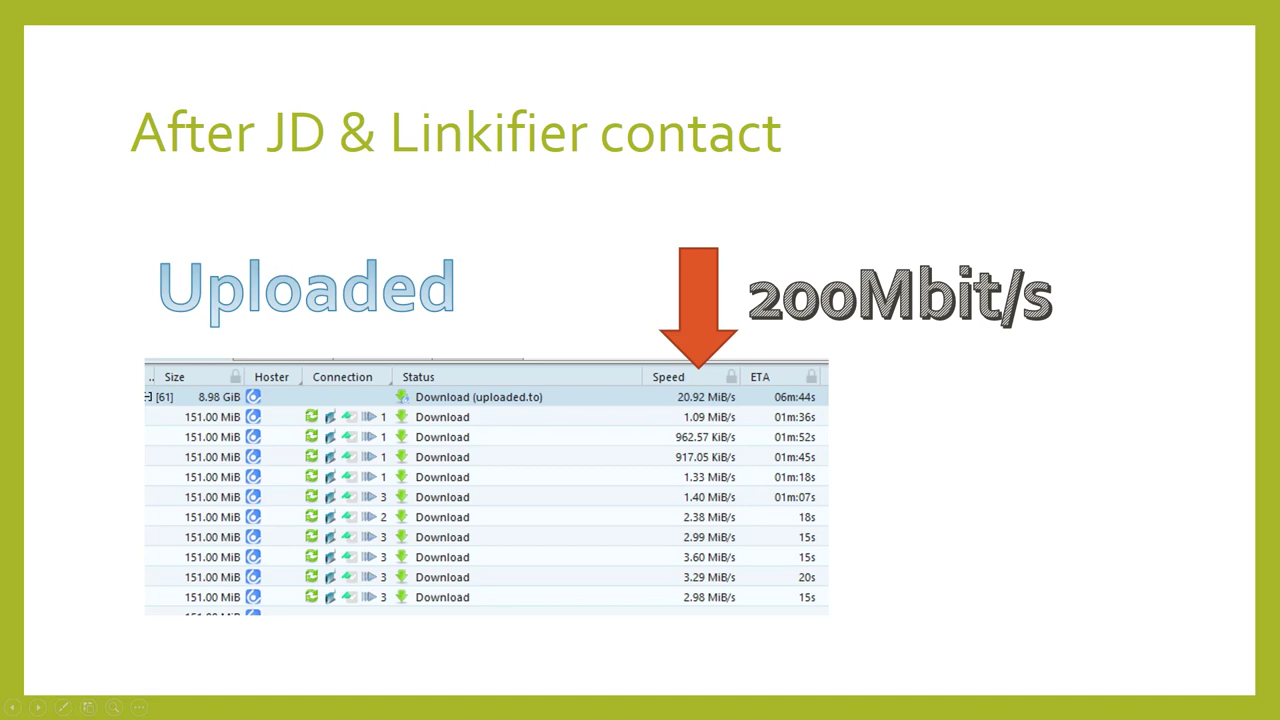 After JD & Linkifier contact
Uploaded
200Mbit/s
.. Size Hoster Connection Status Speed ETA
[61] 8.98 GiB Download (uploaded.to) 20.92 MiB/s 06m:44s
151.00 MiB 1 Download 1.09 MiB/s 01m:36s
151.00 MiB 1 Download 962.57 KiB/s 01m:52s
151.00 MiB 1 Download 917.05 KiB/s 01m:45s
151.00 MiB 1 Download 1.33 MiB/s 01m:18s
151.00 MiB 3 Download 1.40 MiB/s 01m:07s
151.00 MiB 2 Download 2.38 MiB/s 18s
151.00 MiB 3 Download 2.99 MiB/s 15s
151.00 MiB 3 Download 3.60 MiB/s 15s
151.00 MiB 3 Download 3.29 MiB/s 20s
151.00 MiB 3 Download 2.98 MiB/s 15s